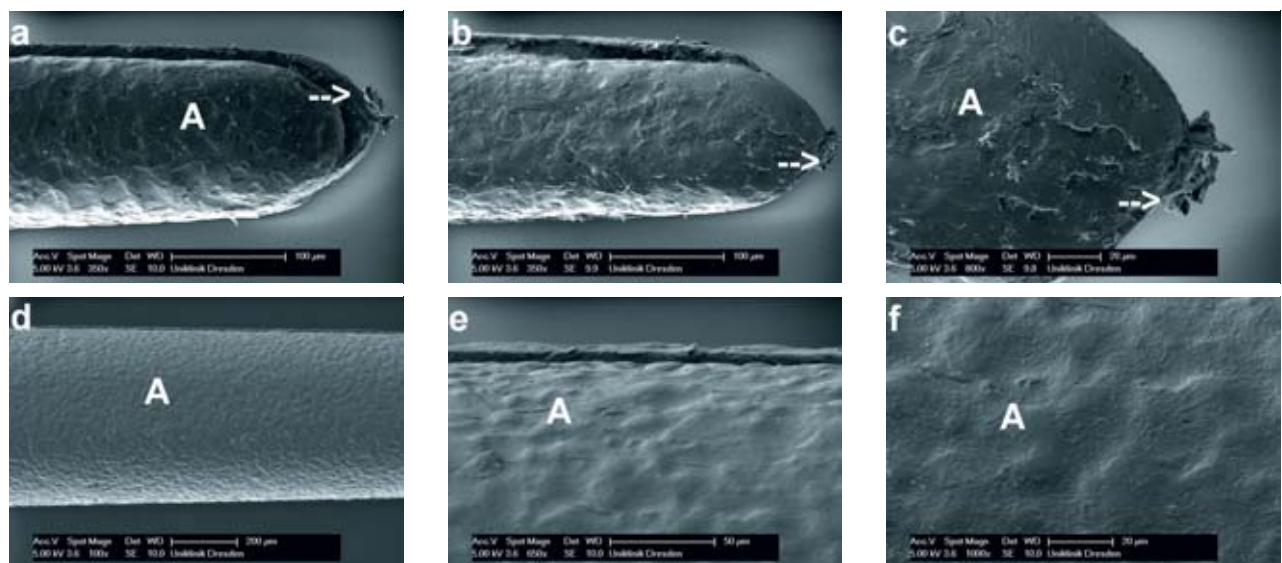 a
-->
A
Acc.V Spot Magn Det WD 100 µm
5.00 kV 3.6 350x SE 10.0 Uniklinik Dresden
b
-->
Acc.V Spot Magn Det WD 100 µm
5.00 kV 3.6 350x SE 9.9 Uniklinik Dresden
c
A
-->
Acc.V Spot Magn Det WD 20 µm
5.00 kV 3.6 800x SE 9.8 Uniklinik Dresden
d
A
Acc.V Spot Magn Det WD 200 µm
5.00 kV 3.6 100x SE 10.0 Uniklinik Dresden
e
A
Acc.V Spot Magn Det WD 50 µm
5.00 kV 3.6 650x SE 10.0 Uniklinik Dresden
f
A
Acc.V Spot Magn Det WD 20 µm
5.00 kV 3.6 1000x SE 10.0 Uniklinik Dresden